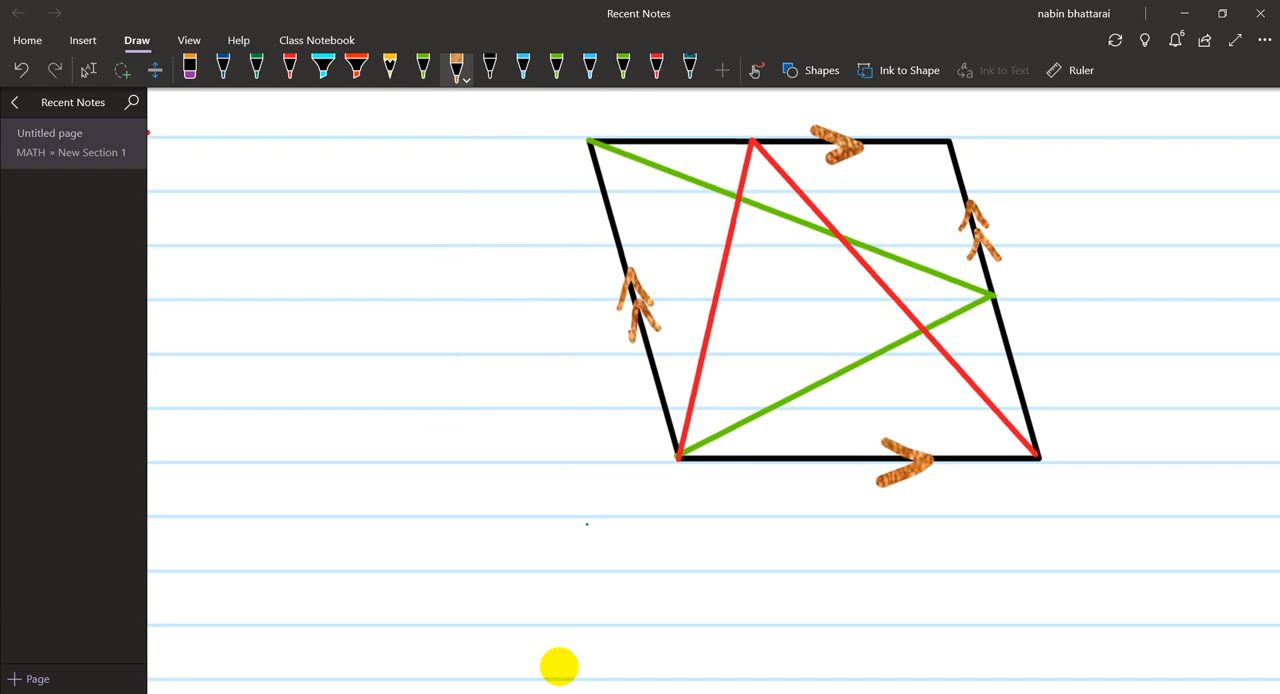 Recent Notes
nabin bhattarai
Home Insert Draw View Help Class Notebook
6
Shapes Ink to Shape Ink to Text Ruler
Recent Notes
Untitled page
MATH » New Section 1
Page